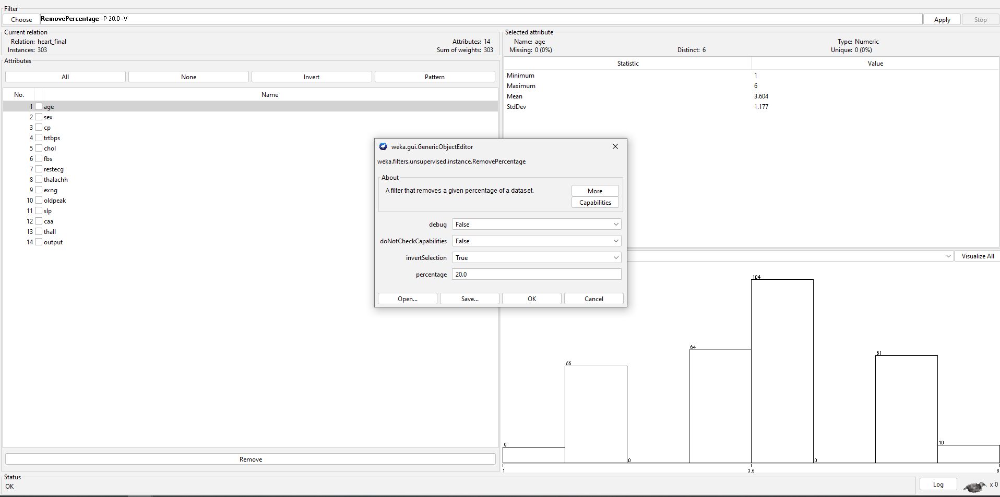 Filter
Choose RemovePercentage -P 20.0 -V Apply Stop
Current relation
Relation: heart_final Attributes: 14
Instances: 303 Sum of weights: 303
Attributes
All None Invert Pattern
No. Name
1 age
2 sex
3 cp
4 trtbps
5 chol
6 fbs
7 restecg
8 thalachh
9 exng
10 oldpeak
11 slp
12 caa
13 thall
14 output
Remove
Selected attribute
Name: age Type: Numeric
Missing: 0 (0%) Distinct: 6 Unique: 0 (0%)
Statistic Value
Minimum 1
Maximum 6
Mean 3.604
StdDev 1.177
weka.gui.GenericObjectEditor
weka.filters.unsupervised.instance.RemovePercentage
About
A filter that removes a given percentage of a dataset.
More
Capabilities
debug False
doNotCheckCapabilities False
invertSelection True
percentage 20.0
Open... Save... OK Cancel
Visualize All
104
64
61
55
9
10
0
0
1 3.5 6
Status
OK
Log x 0